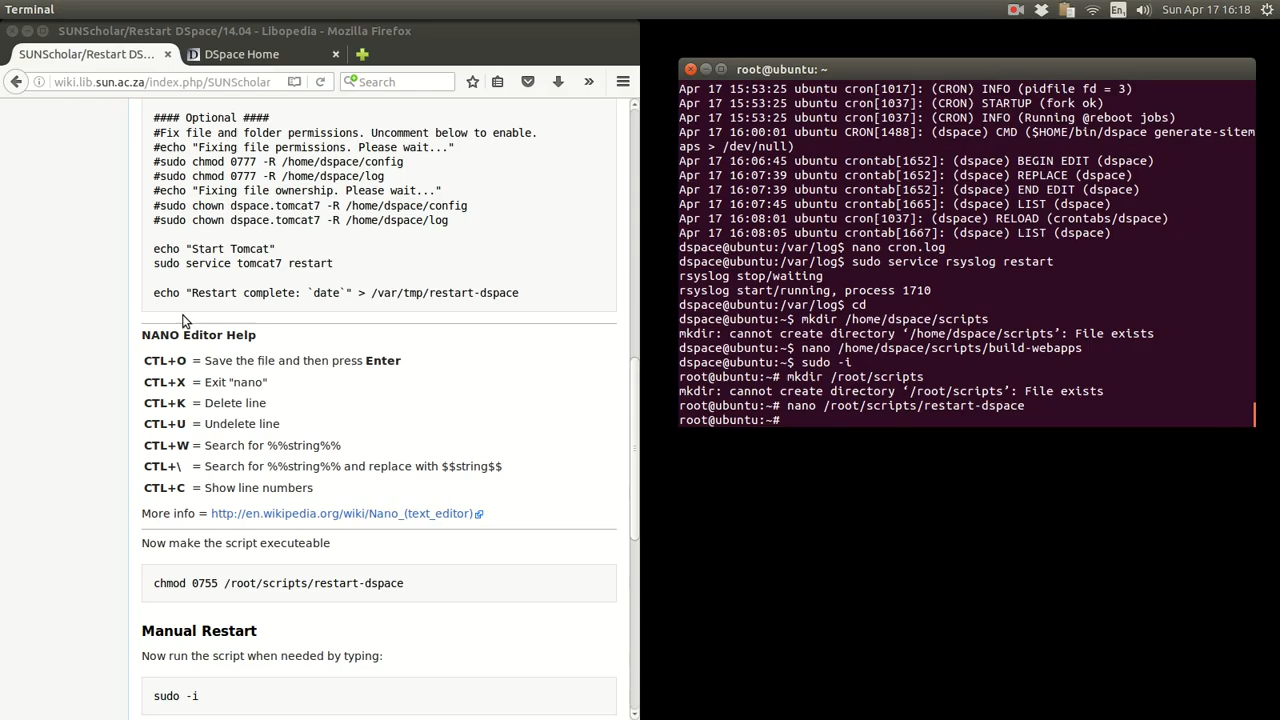 Terminal
En1
Sun Apr 17 16:18
SUNScholar/Restart DSpace/14.04 - Libopedia - Mozilla Firefox
SUNScholar/Restart DS...
DSpace Home
wiki.lib.sun.ac.za/index.php/SUNScholar
Search
#### Optional ####
#Fix file and folder permissions. Uncomment below to enable.
#echo "Fixing file permissions. Please wait..."
#sudo chmod 0777 -R /home/dspace/config
#sudo chmod 0777 -R /home/dspace/log
#echo "Fixing file ownership. Please wait..."
#sudo chown dspace.tomcat7 -R /home/dspace/config
#sudo chown dspace.tomcat7 -R /home/dspace/log
echo "Start Tomcat"
sudo service tomcat7 restart
echo "Restart complete: `date`" > /var/tmp/restart-dspace
NANO Editor Help
CTL+O = Save the file and then press Enter
CTL+X = Exit "nano"
CTL+K = Delete line
CTL+U = Undelete line
CTL+W = Search for %%string%%
CTL+\ = Search for %%string%% and replace with $$string$$
CTL+C = Show line numbers
More info = http://en.wikipedia.org/wiki/Nano_(text_editor)
Now make the script executeable
chmod 0755 /root/scripts/restart-dspace
Manual Restart
Now run the script when needed by typing:
sudo -i
root@ubuntu: ~
Apr 17 15:53:25 ubuntu cron[1017]: (CRON) INFO (pidfile fd = 3)
Apr 17 15:53:25 ubuntu cron[1037]: (CRON) STARTUP (fork ok)
Apr 17 15:53:25 ubuntu cron[1037]: (CRON) INFO (Running @reboot jobs)
Apr 17 16:00:01 ubuntu CRON[1488]: (dspace) CMD ($HOME/bin/dspace generate-sitem
aps > /dev/null)
Apr 17 16:06:45 ubuntu crontab[1652]: (dspace) BEGIN EDIT (dspace)
Apr 17 16:07:39 ubuntu crontab[1652]: (dspace) REPLACE (dspace)
Apr 17 16:07:39 ubuntu crontab[1652]: (dspace) END EDIT (dspace)
Apr 17 16:07:45 ubuntu crontab[1665]: (dspace) LIST (dspace)
Apr 17 16:08:01 ubuntu cron[1037]: (dspace) RELOAD (crontabs/dspace)
Apr 17 16:08:05 ubuntu crontab[1667]: (dspace) LIST (dspace)
dspace@ubuntu:/var/log$ nano cron.log
dspace@ubuntu:/var/log$ sudo service rsyslog restart
rsyslog stop/waiting
rsyslog start/running, process 1710
dspace@ubuntu:/var/log$ cd
dspace@ubuntu:~$ mkdir /home/dspace/scripts
mkdir: cannot create directory ‘/home/dspace/scripts’: File exists
dspace@ubuntu:~$ nano /home/dspace/scripts/build-webapps
dspace@ubuntu:~$ sudo -i
root@ubuntu:~# mkdir /root/scripts
mkdir: cannot create directory ‘/root/scripts’: File exists
root@ubuntu:~# nano /root/scripts/restart-dspace
root@ubuntu:~#